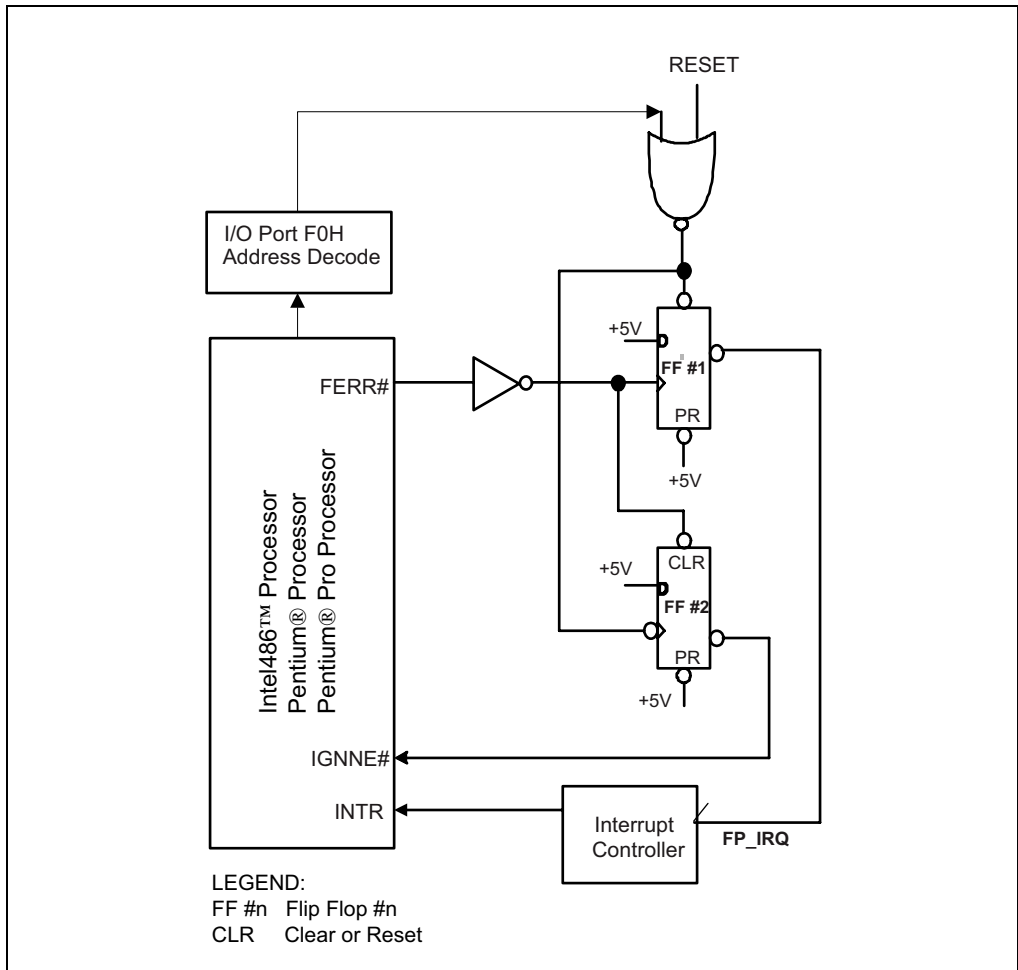 RESET
I/O Port F0H
Address Decode
+5V
FF #1
FERR#
PR
+5V
Intel486™ Processor
Pentium® Processor
Pentium® Pro Processor
CLR
+5V
FF #2
PR
+5V
IGNNE#
INTR
Interrupt
Controller
FP_IRQ
LEGEND:
FF #n Flip Flop #n
CLR Clear or Reset